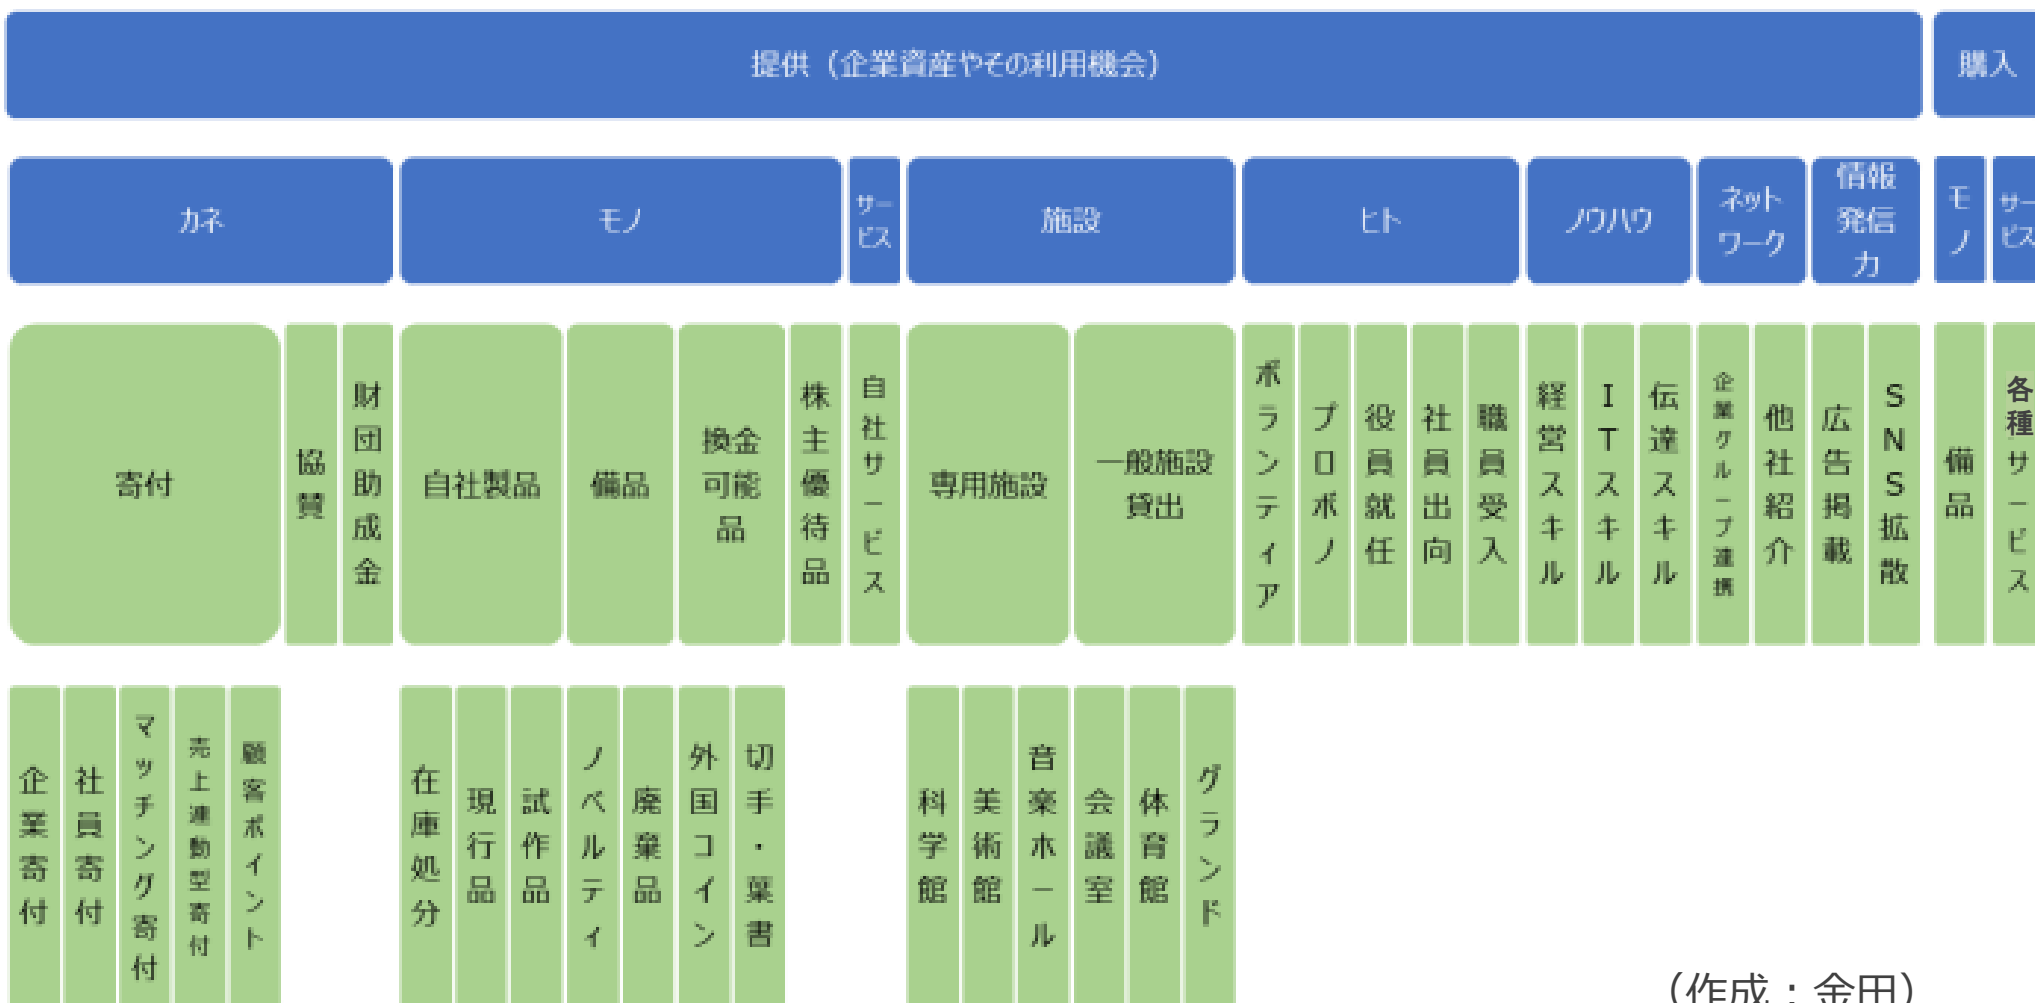 提供（企業資産やその利用機会）
購入
カネ
モノ
サー
ビス
施設
ヒト
ノウハウ
ネット
ワーク
情報
発信
力
モノ
サー
ビス
寄付
協賛
財団助成金
自社製品
備品
換金
可能
品
株主優待品
自社サービス
専用施設
一般施設
貸出
ボランティア
プロボノ
役員就任
社員出向
職員受入
経営スキル
ITスキル
伝達スキル
企業グループ連携
他社紹介
広告掲載
SNS拡散
備品
各種サービス
企業寄付
社員寄付
マッチング寄付
売上連動型寄付
顧客ポイント
在庫処分
現行品
試作品
ノベルティ
廃棄品
外国コイン
切手・葉書
科学館
美術館
音楽ホール
会議室
体育館
グランド
（作成：金田）